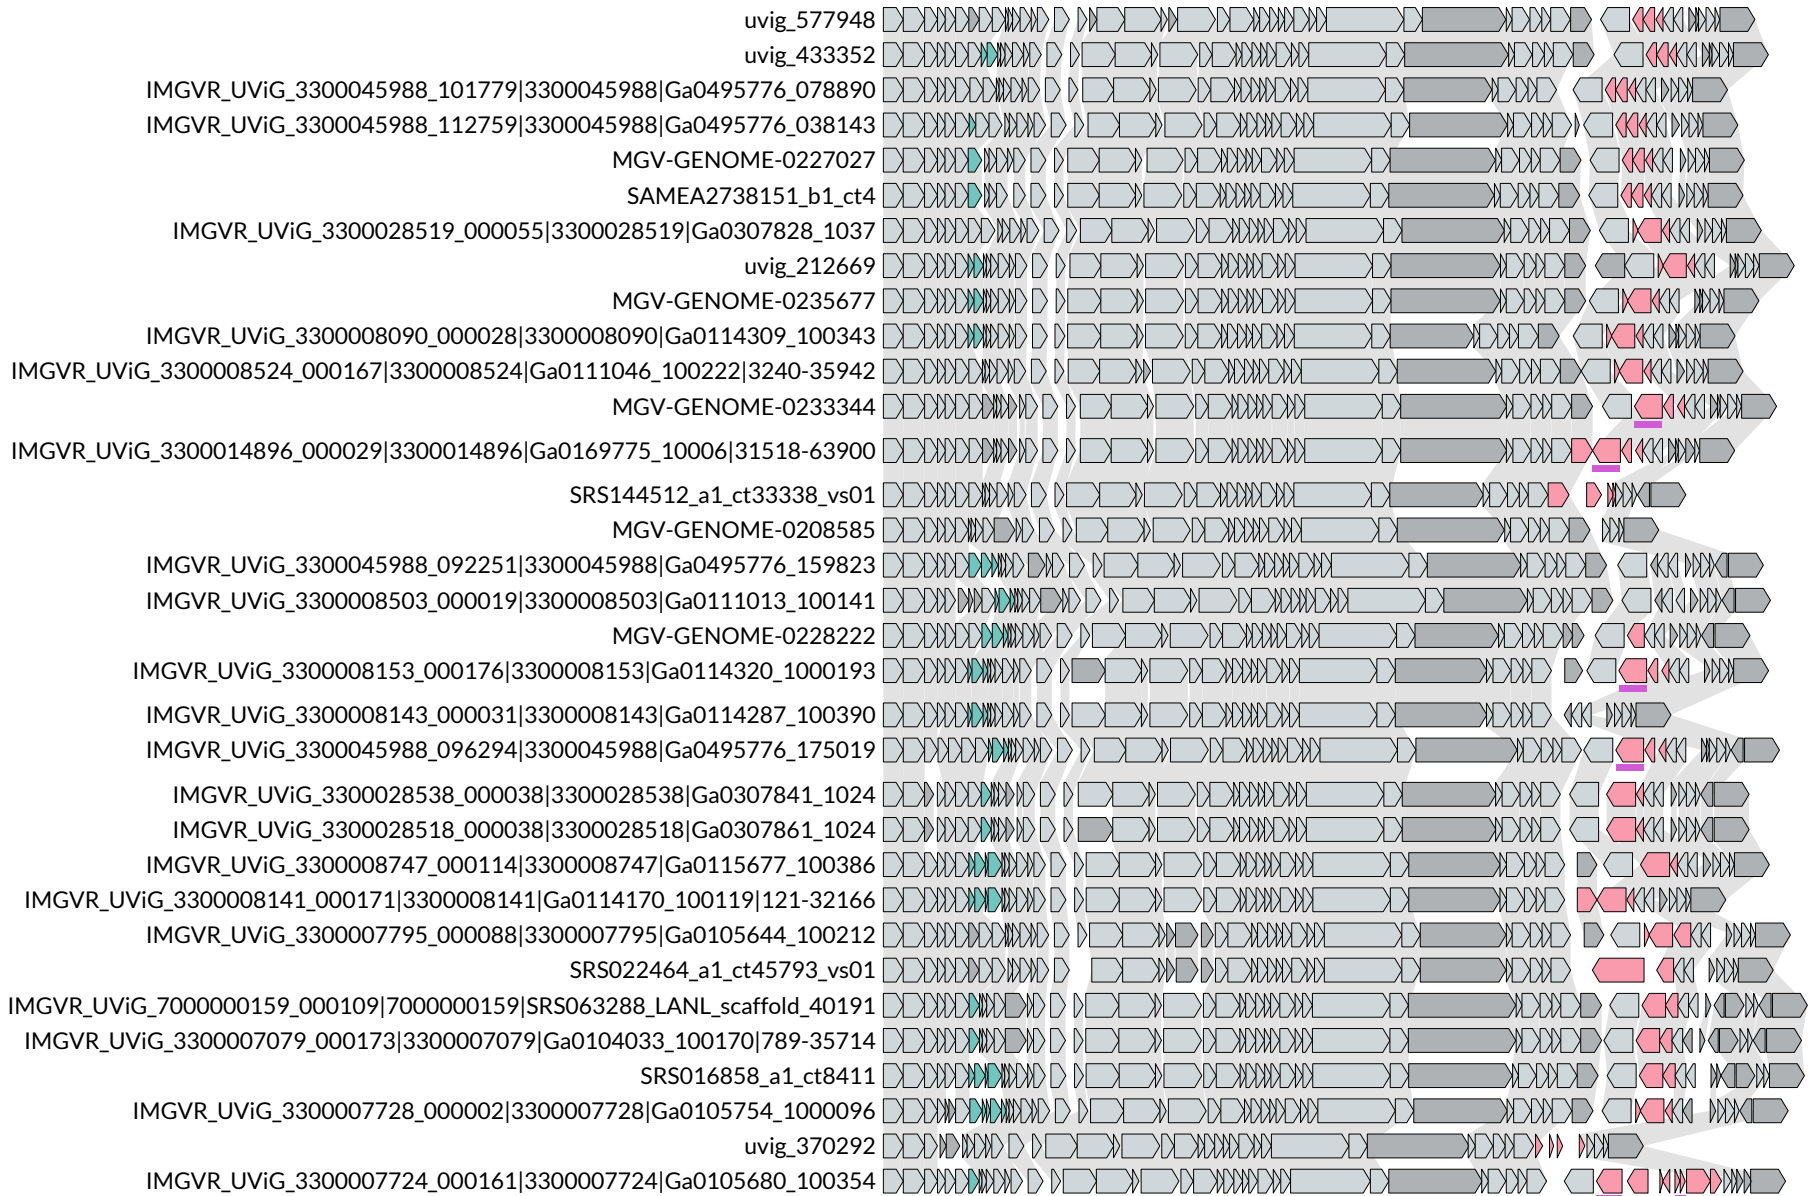 uvig_577948
uvig_433352
IMGVR_UViG_3300045988_101779|3300045988|Ga0495776_078890
IMGVR_UViG_3300045988_112759|3300045988|Ga0495776_038143
MGV-GENOME-0227027
SAMEA2738151_b1_ct4
IMGVR_UViG_3300028519_000055|3300028519|Ga0307828_1037
uvig_212669
MGV-GENOME-0235677
IMGVR_UViG_3300008090_000028|3300008090|Ga0114309_100343
IMGVR_UViG_3300008524_000167|3300008524|Ga0111046_100222|3240-35942
MGV-GENOME-0233344
IMGVR_UViG_3300014896_000029|3300014896|Ga0169775_10006|31518-63900
SRS144512_a1_ct33338_vs01
MGV-GENOME-0208585
IMGVR_UViG_3300045988_092251|3300045988|Ga0495776_159823
IMGVR_UViG_3300008503_000019|3300008503|Ga0111013_100141
MGV-GENOME-0228222
IMGVR_UViG_3300008153_000176|3300008153|Ga0114320_1000193
IMGVR_UViG_3300008143_000031|3300008143|Ga0114287_100390
IMGVR_UViG_3300045988_096294|3300045988|Ga0495776_175019
IMGVR_UViG_3300028538_000038|3300028538|Ga0307841_1024
IMGVR_UViG_3300028518_000038|3300028518|Ga0307861_1024
IMGVR_UViG_3300008747_000114|3300008747|Ga0115677_100386
IMGVR_UViG_3300008141_000171|3300008141|Ga0114170_100119|121-32166
IMGVR_UViG_3300007795_000088|3300007795|Ga0105644_100212
SRS022464_a1_ct45793_vs01
IMGVR_UViG_7000000159_000109|7000000159|SRS063288_LANL_scaffold_40191
IMGVR_UViG_3300007079_000173|3300007079|Ga0104033_100170|789-35714
SRS016858_a1_ct8411
IMGVR_UViG_3300007728_000002|3300007728|Ga0105754_1000096
uvig_370292
IMGVR_UViG_3300007724_000161|3300007724|Ga0105680_100354